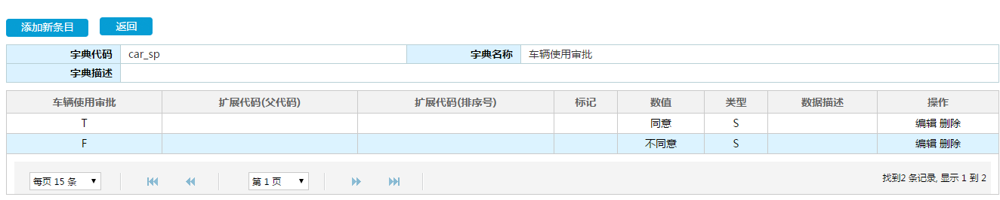 添加新条目 返回
字典代码 car_sp 字典名称 车辆使用审批
字典描述
车辆使用审批 扩展代码(父代码) 扩展代码(排序号) 标记 数值 类型 数据描述 操作
T 同意 S 编辑 删除
F 不同意 S 编辑 删除
每页 15 条 第 1 页 找到2 条记录, 显示 1 到 2